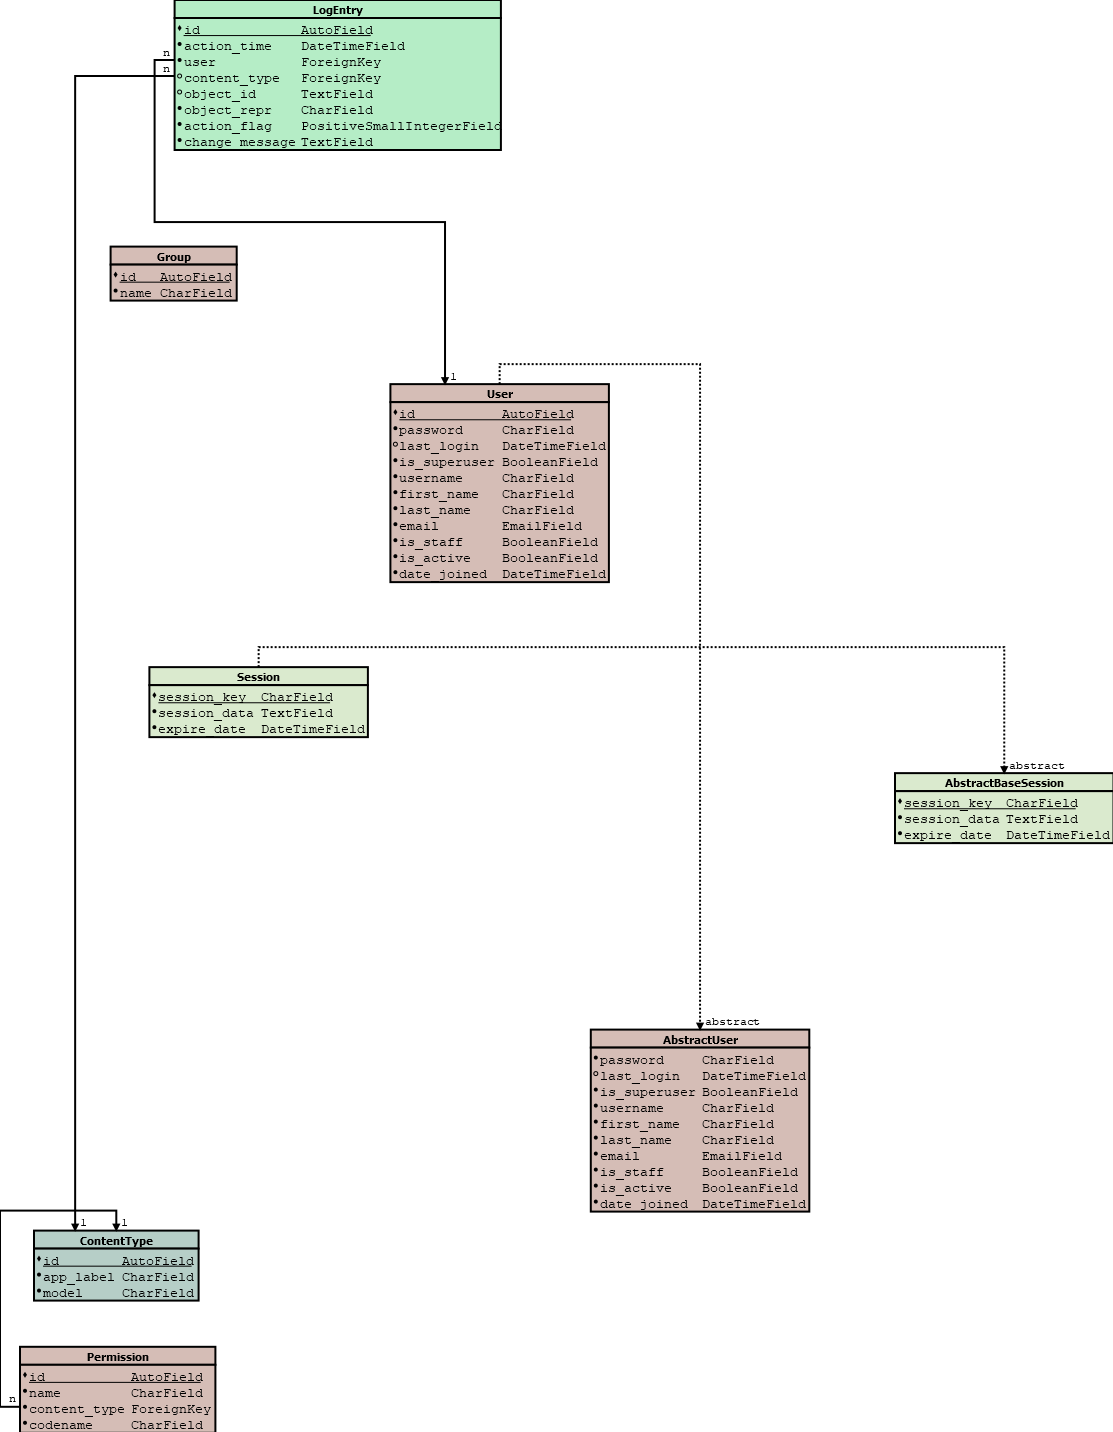 LogEntry
id AutoField
action_time DateTimeField
n
user ForeignKey
n
content_type ForeignKey
object_id TextField
object_repr CharField
action_flag PositiveSmallIntegerField
change_message TextField
Group
id AutoField
name CharField
1
User
id AutoField
password CharField
last_login DateTimeField
is_superuser BooleanField
username CharField
first_name CharField
last_name CharField
email EmailField
is_staff BooleanField
is_active BooleanField
date_joined DateTimeField
Session
session_key CharField
session_data TextField
expire_date DateTimeField
abstract
AbstractBaseSession
session_key CharField
session_data TextField
expire_date DateTimeField
abstract
AbstractUser
password CharField
last_login DateTimeField
is_superuser BooleanField
username CharField
first_name CharField
last_name CharField
email EmailField
is_staff BooleanField
is_active BooleanField
date_joined DateTimeField
1 1
ContentType
id AutoField
app_label CharField
model CharField
Permission
id AutoField
name CharField
n
content_type ForeignKey
codename CharField